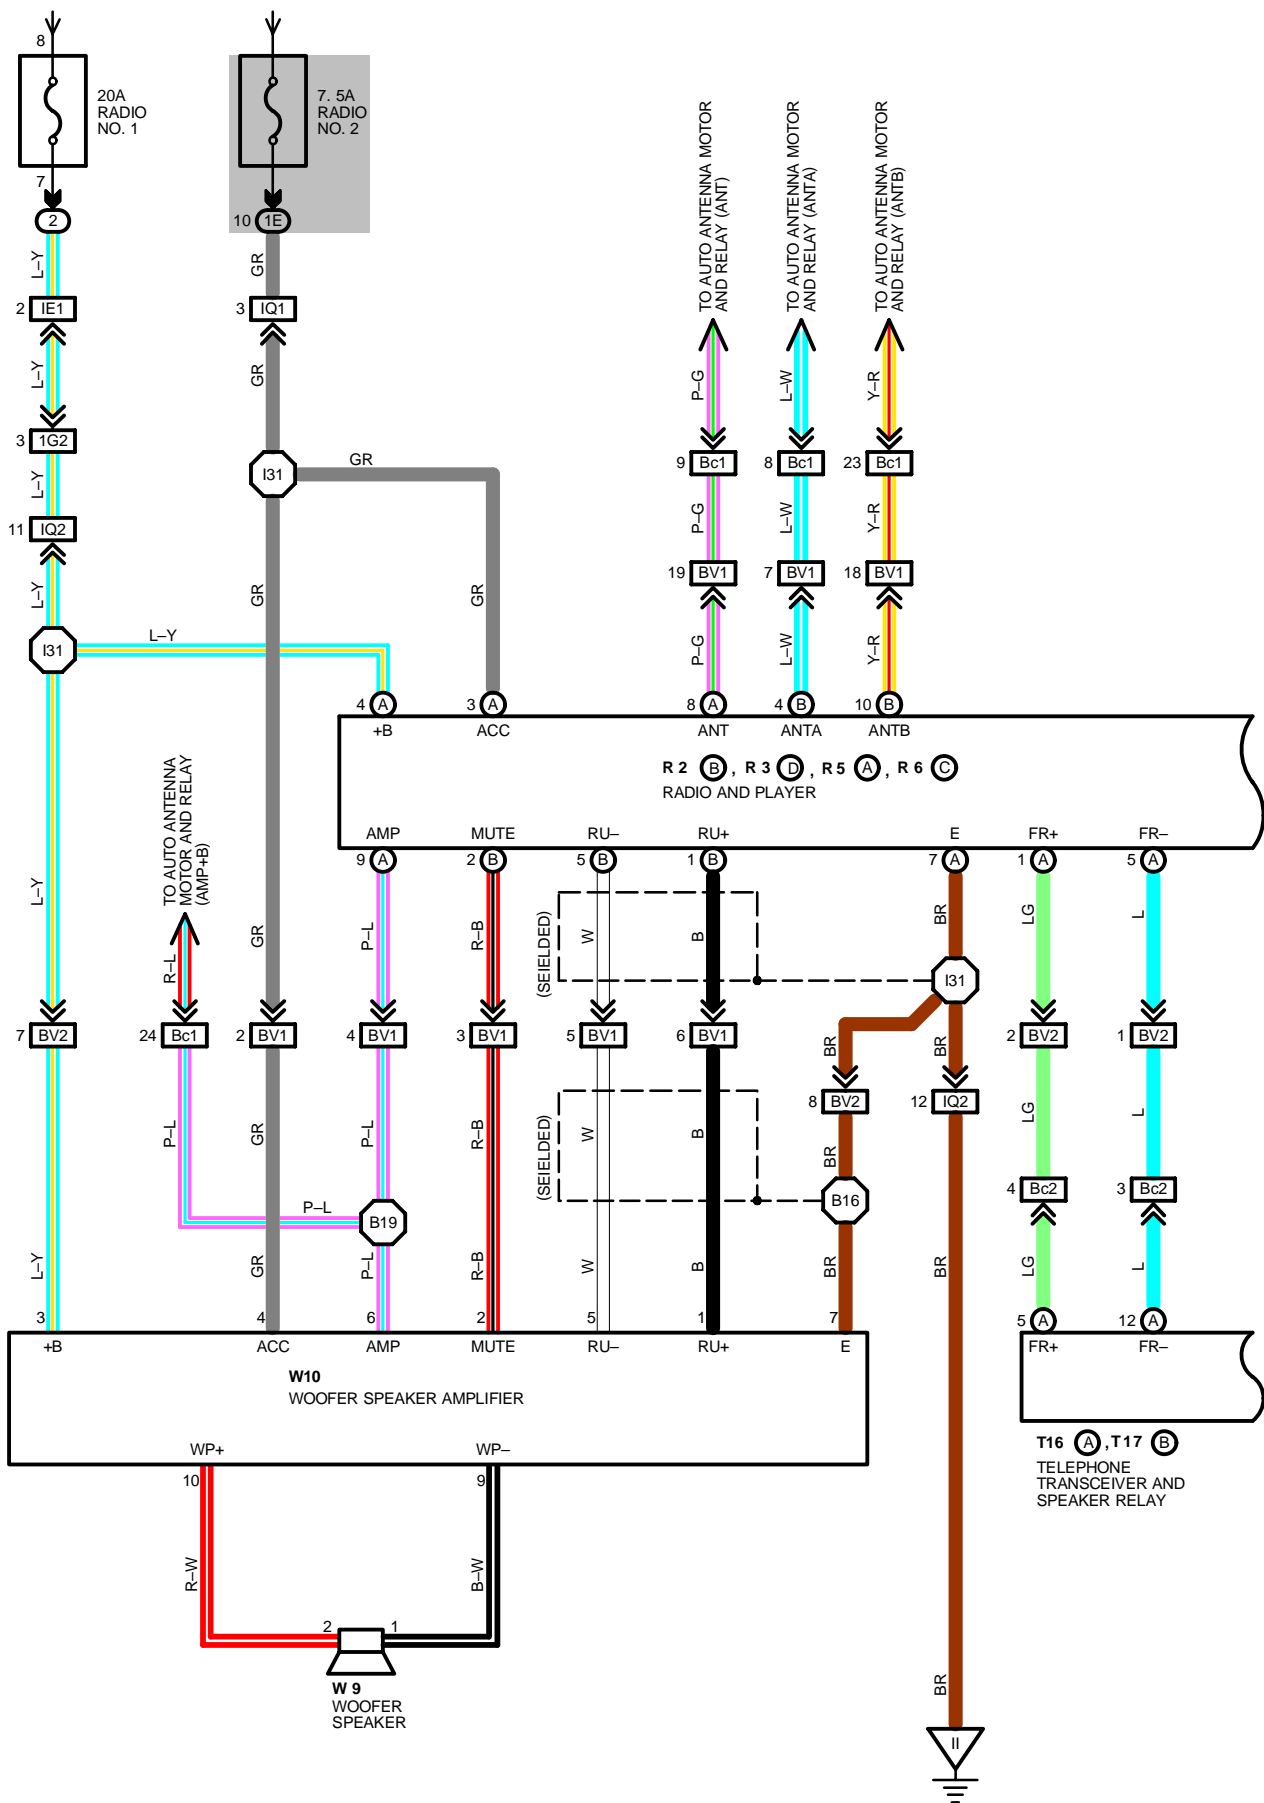 8
20A
RADIO
NO. 1
7. 5A
RADIO
NO. 2
7
2
10 1E
L–Y
GR
2 IE1
3 IQ1
L–Y
GR
3 1G2
L–Y
I31
GR
11 IQ2
L–Y
GR
GR
I31
L–Y
TO AUTO ANTENNA MOTOR
AND RELAY (ANT)
TO AUTO ANTENNA MOTOR
AND RELAY (ANTA)
TO AUTO ANTENNA MOTOR
AND RELAY (ANTB)
P–G
L–W
Y–R
9 Bc1
8 Bc1
23 Bc1
P–G
L–W
Y–R
19 BV1
7 BV1
18 BV1
P–G
L–W
Y–R
4 A
3 A
8 A
4 B
10 B
+B
ACC
ANT
ANTA
ANTB
R 2 B , R 3 D , R 5 A , R 6 C
RADIO AND PLAYER
AMP
MUTE
RU–
RU+
E
FR+
FR–
9 A
2 B
5 B
1 B
7 A
1 A
5 A
TO AUTO ANTENNA
MOTOR AND RELAY
(AMP+B)
L–Y
R–L
GR
P–L
R–B
(SEIELDED)
W
B
BR
LG
L
I31
7 BV2
24 Bc1
2 BV1
4 BV1
3 BV1
5 BV1
6 BV1
BR
BR
2 BV2
1 BV2
8 BV2
12 IQ2
P–L
GR
P–L
R–B
(SEIELDED)
W
B
BR
LG
L
P–L
B19
B16
4 Bc2
3 Bc2
L–Y
GR
P–L
R–B
W
B
BR
BR
LG
L
3
4
6
2
5
1
7
5 A
12 A
+B
ACC
AMP
MUTE
RU–
RU+
E
FR+
FR–
W10
WOOFER SPEAKER AMPLIFIER
WP+
WP–
T16 A , T17 B
TELEPHONE
TRANSCEIVER AND
SPEAKER RELAY
10
9
R–W
B–W
2
1
W 9
WOOFER
SPEAKER
BR
II